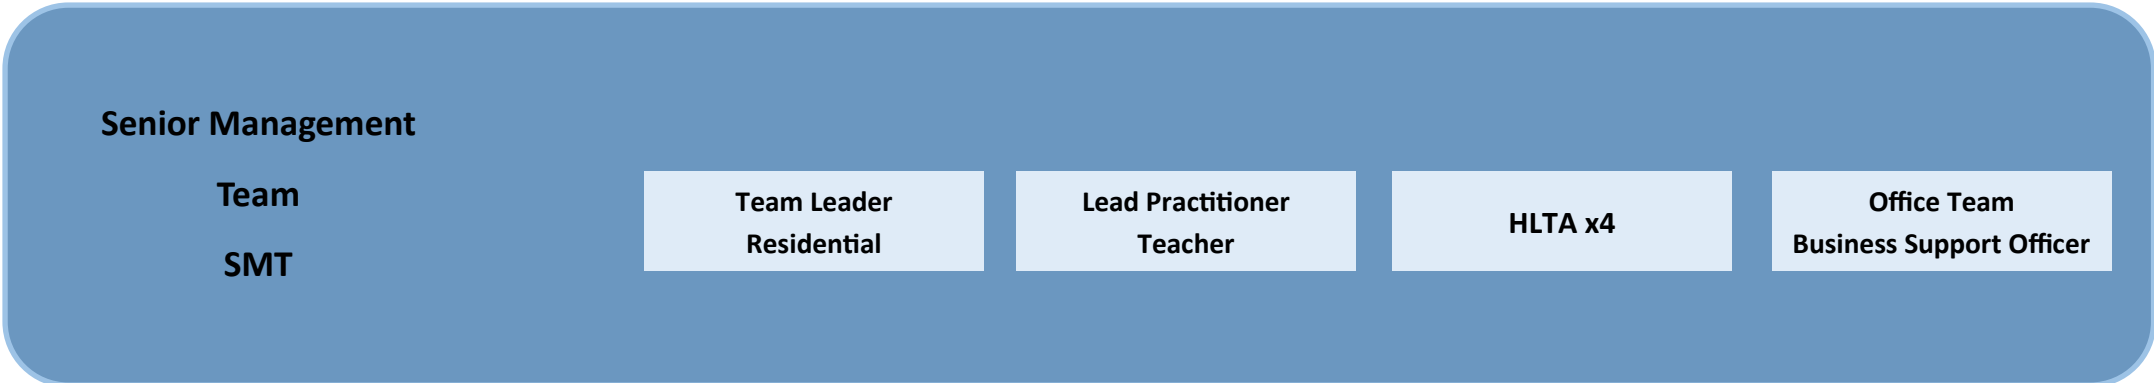 Senior Management
Team
SMT
Team Leader
Residential
Lead Practitioner
Teacher
HLTA x4
Office Team
Business Support Officer